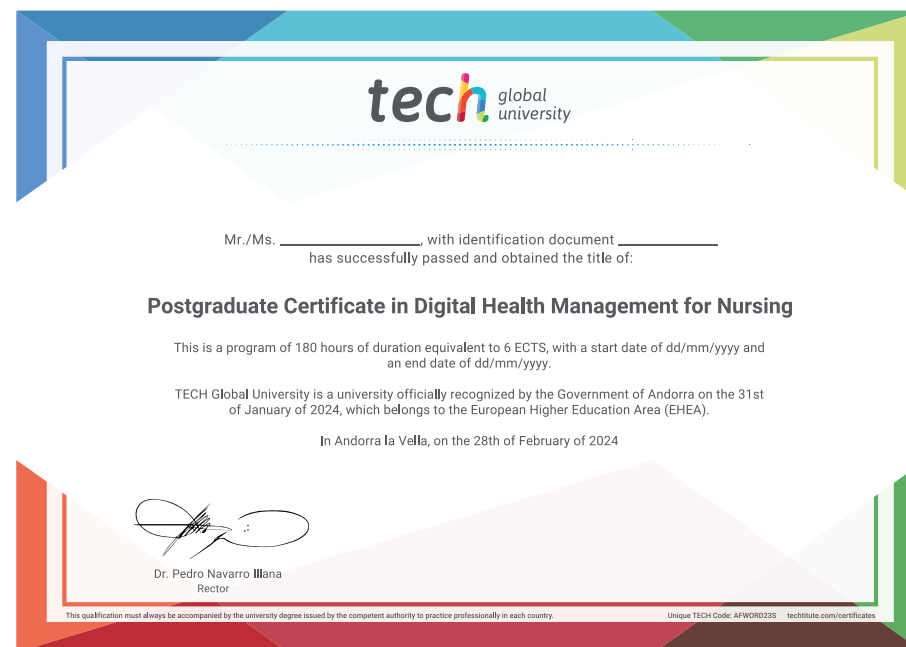 tech global university
Mr./Ms. ____________________, with identification document ______________
has successfully passed and obtained the title of:
Postgraduate Certificate in Digital Health Management for Nursing
This is a program of 180 hours of duration equivalent to 6 ECTS, with a start date of dd/mm/yyyy and
an end date of dd/mm/yyyy.
TECH Global University is a university officially recognized by the Government of Andorra on the 31st
of January of 2024, which belongs to the European Higher Education Area (EHEA).
In Andorra la Vella, on the 28th of February of 2024
Dr. Pedro Navarro Illana
Rector
This qualification must always be accompanied by the university degree issued by the competent authority to practice professionally in each country.
Unique TECH Code: AFWORD23S techtitute.com/certificates